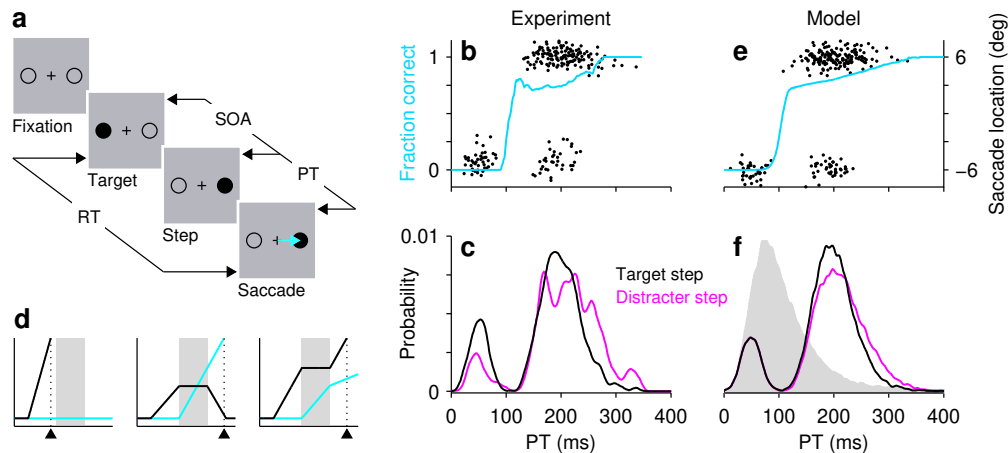 a
Fixation
Target
Step
Saccade
SOA
PT
RT
Experiment
Model
b
Fraction correct
1
0
e
6
−6
Saccade location (deg)
c
Probability
0.01
0
Target step
Distracter step
0 100 200 300 400
PT (ms)
f
0 100 200 300 400
PT (ms)
d